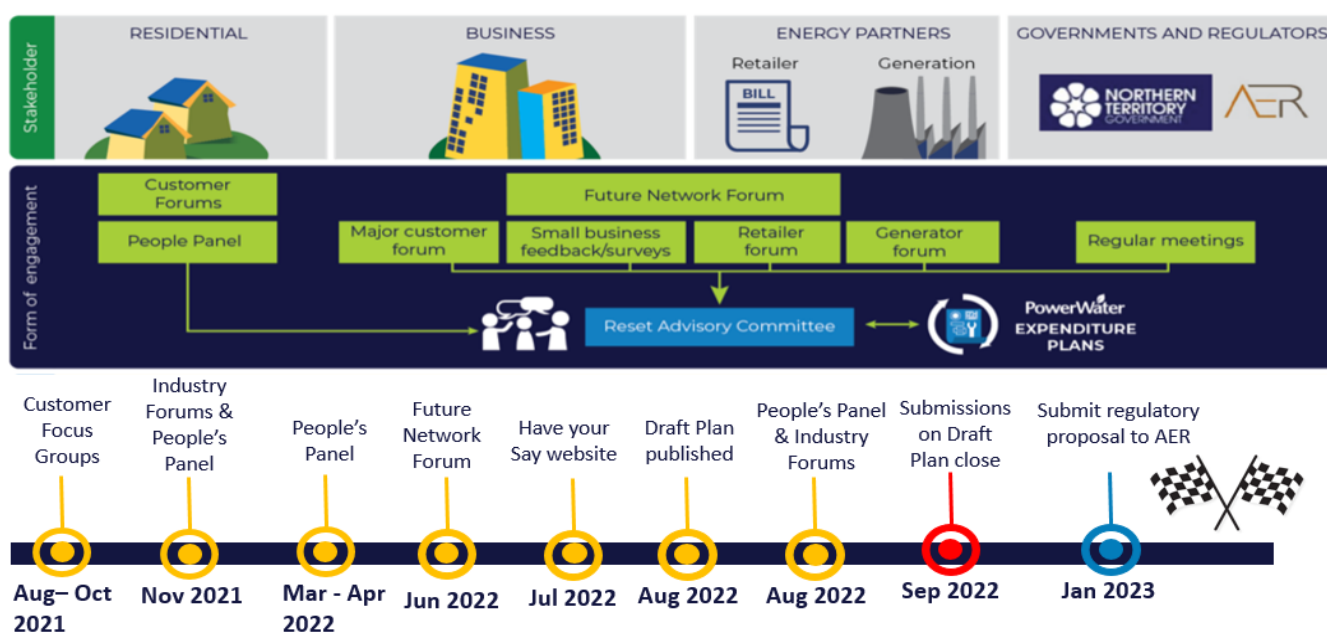 Stakeholder
RESIDENTIAL
BUSINESS
ENERGY PARTNERS
Retailer
BILL
Generation
GOVERNMENTS AND REGULATORS
NORTHERN
TERRITORY
GOVERNMENT
AER
Form of engagement
Customer
Forums
Future Network Forum
People Panel
Major customer
forum
Small business
feedback/surveys
Retailer
forum
Generator
forum
Regular meetings
Reset Advisory Committee
PowerWater
EXPENDITURE
PLANS
Customer
Focus
Groups
Industry
Forums &
People's
Panel
People's
Panel
Future
Network
Forum
Have your
Say website
Draft Plan
published
People's Panel
& Industry
Forums
Submissions
on Draft
Plan close
Submit regulatory
proposal to AER
Aug– Oct
2021
Nov 2021
Mar - Apr
2022
Jun 2022
Jul 2022
Aug 2022
Aug 2022
Sep 2022
Jan 2023